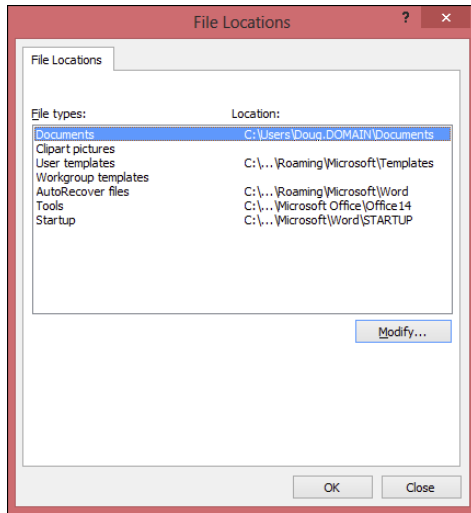 File Locations
? ×
File Locations
File types: Location:
Documents C:\Users\Doug.DOMAIN\Documents
Clipart pictures
User templates C:\...\Roaming\Microsoft\Templates
Workgroup templates
AutoRecover files C:\...\Roaming\Microsoft\Word
Tools C:\...\Microsoft Office\Office14
Startup C:\...\Microsoft\Word\STARTUP
Modify...
OK Close